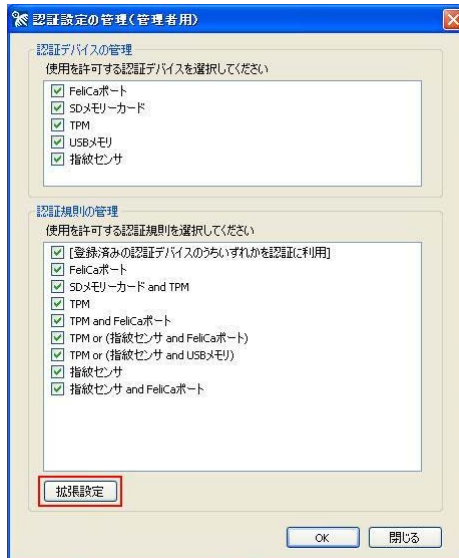 認証設定の管理(管理者用)
認証デバイスの管理
使用を許可する認証デバイスを選択してください
FeliCaポート
SDメモリーカード
TPM
USBメモリ
指紋センサ
認証規則の管理
使用を許可する認証規則を選択してください
[登録済みの認証デバイスのうちいずれかを認証に利用]
FeliCaポート
SDメモリーカード and TPM
TPM
TPM and FeliCaポート
TPM or (指紋センサ and FeliCaポート)
TPM or (指紋センサ and USBメモリ)
指紋センサ
指紋センサ and FeliCaポート
拡張設定
OK
閉じる